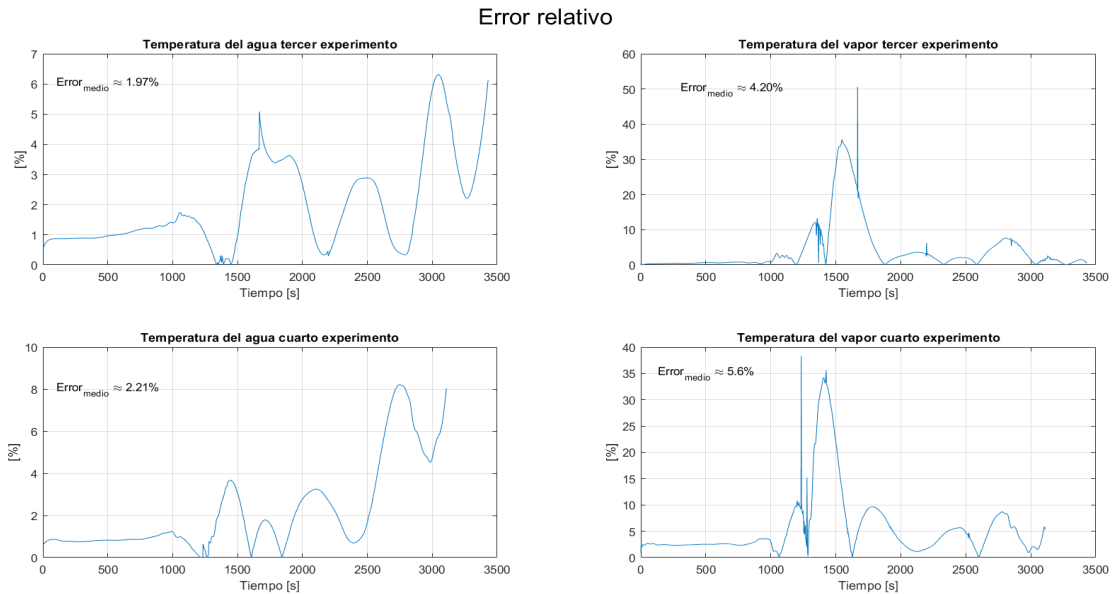 Error relativo
Temperatura del agua tercer experimento
7
6
5
4
3
2
1
0
[%]
Error medio ≈ 1.97%
0 500 1000 1500 2000 2500 3000 3500
Tiempo [s]
Temperatura del vapor tercer experimento
60
50
40
30
20
10
0
[%]
Error medio ≈ 4.20%
0 500 1000 1500 2000 2500 3000 3500
Tiempo [s]
Temperatura del agua cuarto experimento
10
8
6
4
2
0
[%]
Error medio ≈ 2.21%
0 500 1000 1500 2000 2500 3000 3500
Tiempo [s]
Temperatura del vapor cuarto experimento
40
35
30
25
20
15
10
5
0
[%]
Error medio ≈ 5.6%
0 500 1000 1500 2000 2500 3000 3500
Tiempo [s]